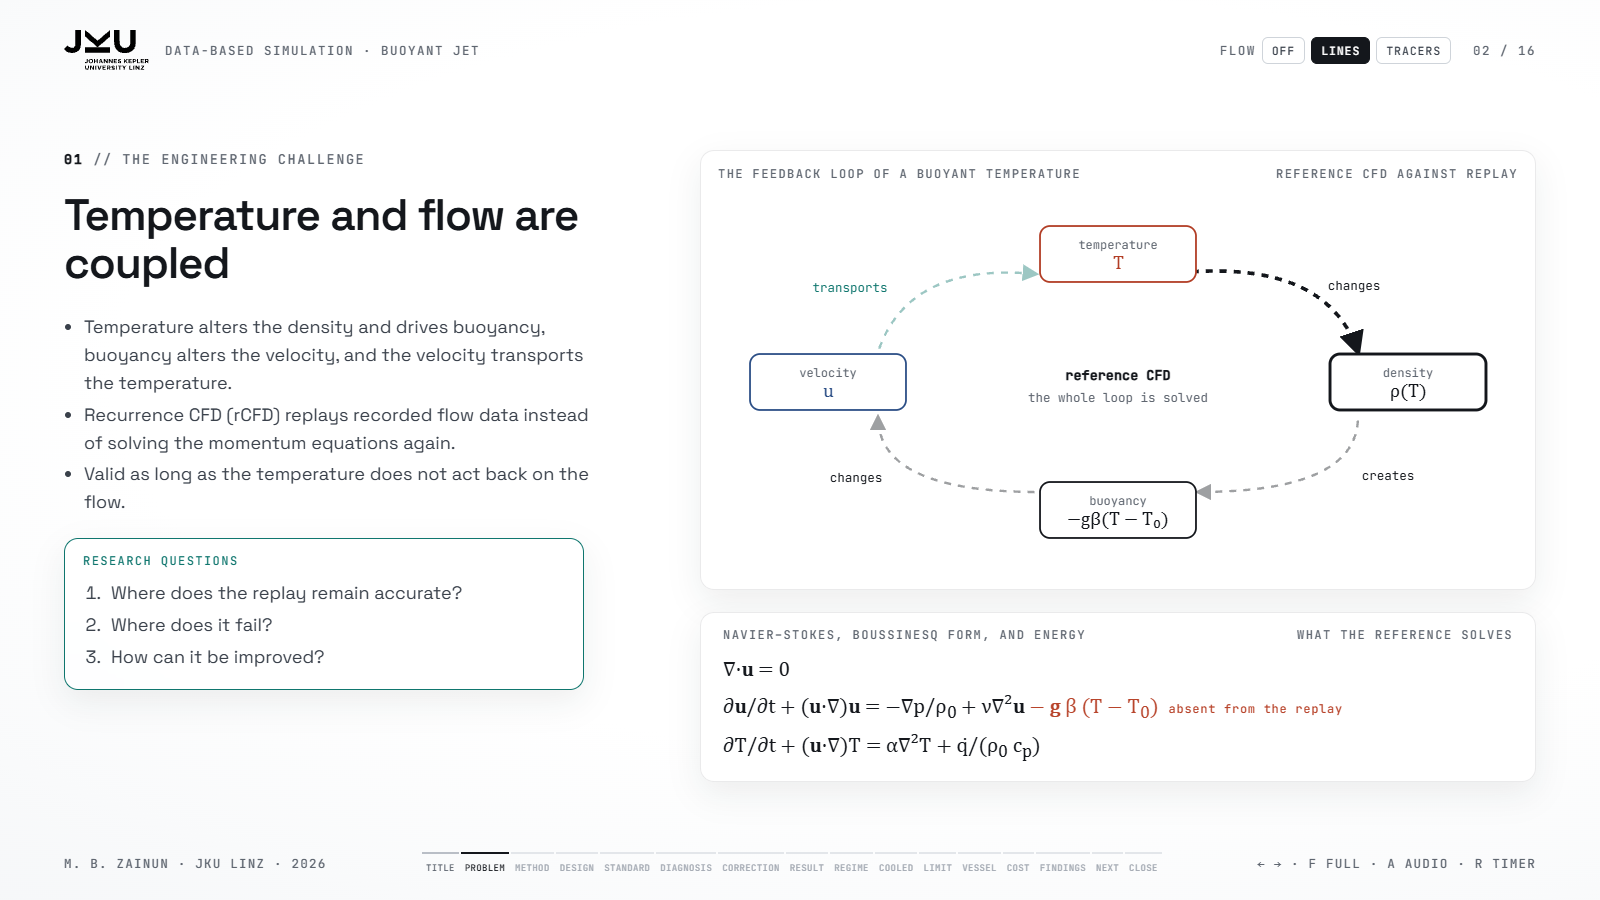 JKU
JOHANNES KEPLER
UNIVERSITY LINZ
DATA-BASED SIMULATION · BUOYANT JET
FLOW OFF LINES TRACERS 02 / 16
01 // THE ENGINEERING CHALLENGE
Temperature and flow are
coupled
• Temperature alters the density and drives buoyancy,
buoyancy alters the velocity, and the velocity transports
the temperature.
• Recurrence CFD (rCFD) replays recorded flow data instead
of solving the momentum equations again.
• Valid as long as the temperature does not act back on the
flow.
RESEARCH QUESTIONS
1. Where does the replay remain accurate?
2. Where does it fail?
3. How can it be improved?
THE FEEDBACK LOOP OF A BUOYANT TEMPERATURE
REFERENCE CFD AGAINST REPLAY
temperature
T
transports
changes
velocity
u
reference CFD
the whole loop is solved
density
ρ(T)
changes
creates
buoyancy
−gβ(T − T₀)
NAVIER-STOKES, BOUSSINESQ FORM, AND ENERGY
WHAT THE REFERENCE SOLVES
∇·u = 0
∂u/∂t + (u·∇)u = −∇p/ρ₀ + ν∇²u − g β (T − T₀) absent from the replay
∂T/∂t + (u·∇)T = α∇²T + q̇/(ρ₀ cₚ)
M. B. ZAINUN · JKU LINZ · 2026
TITLE PROBLEM METHOD DESIGN STANDARD DIAGNOSIS CORRECTION RESULT REGIME COOLED LIMIT VESSEL COST FINDINGS NEXT CLOSE
← → · F FULL · A AUDIO · R TIMER